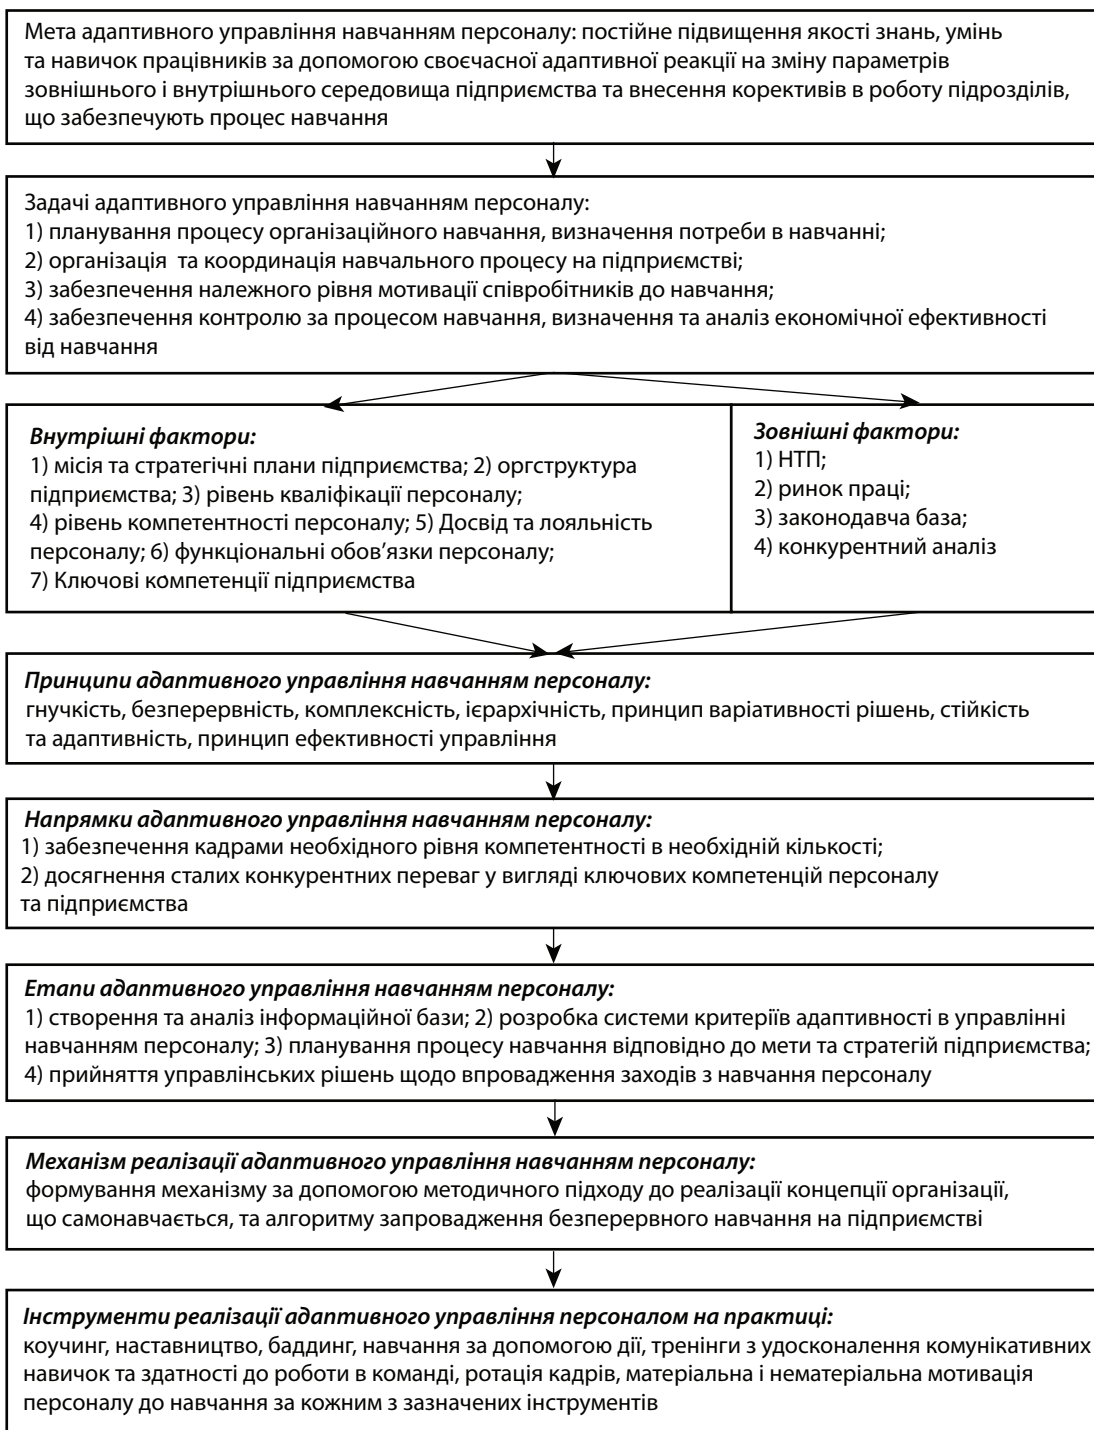 Мета адаптивного управління навчанням персоналу: постійне підвищення якості знань, умінь
та навичок працівників за допомогою своєчасної адаптивної реакції на зміну параметрів
зовнішнього і внутрішнього середовища підприємства та внесення корективів в роботу підрозділів,
що забезпечують процес навчання
Задачі адаптивного управління навчанням персоналу:
1) планування процесу організаційного навчання, визначення потреби в навчанні;
2) організація та координація навчального процесу на підприємстві;
3) забезпечення належного рівня мотивації співробітників до навчання;
4) забезпечення контролю за процесом навчання, визначення та аналіз економічної ефективності
від навчання
Внутрішні фактори:
1) місія та стратегічні плани підприємства; 2) оргструктура
підприємства; 3) рівень кваліфікації персоналу;
4) рівень компетентності персоналу; 5) Досвід та лояльність
персоналу; 6) функціональні обов’язки персоналу;
7) Ключові компетенції підприємства
Зовнішні фактори:
1) НТП;
2) ринок праці;
3) законодавча база;
4) конкурентний аналіз
Принципи адаптивного управління навчанням персоналу:
гнучкість, безперервність, комплексність, ієрархічність, принцип варіативності рішень, стійкість
та адаптивність, принцип ефективності управління
Напрямки адаптивного управління навчанням персоналу:
1) забезпечення кадрами необхідного рівня компетентності в необхідній кількості;
2) досягнення сталих конкурентних переваг у вигляді ключових компетенцій персоналу
та підприємства
Етапи адаптивного управління навчанням персоналу:
1) створення та аналіз інформаційної бази; 2) розробка системи критеріїв адаптивності в управлінні
навчанням персоналу; 3) планування процесу навчання відповідно до мети та стратегій підприємства;
4) прийняття управлінських рішень щодо впровадження заходів з навчання персоналу
Механізм реалізації адаптивного управління навчанням персоналу:
формування механізму за допомогою методичного підходу до реалізації концепції організації,
що самонавчається, та алгоритму запровадження безперервного навчання на підприємстві
Інструменти реалізації адаптивного управління персоналом на практиці:
коучинг, наставництво, баддинг, навчання за допомогою дії, тренінги з удосконалення комунікативних
навичок та здатності до роботи в команді, ротація кадрів, матеріальна і нематеріальна мотивація
персоналу до навчання за кожним з зазначених інструментів